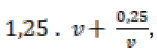 1,25 . v + 0,25/v,